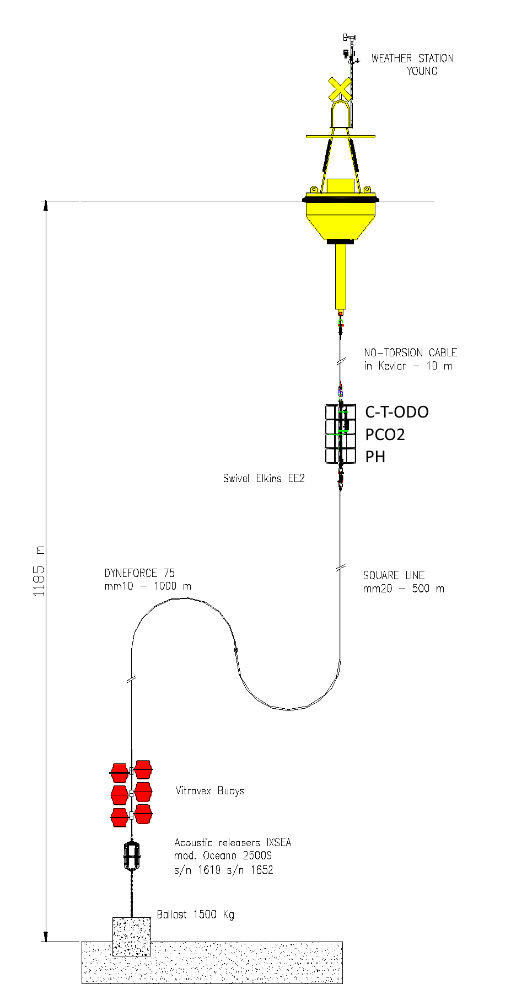 WEATHER STATION
YOUNG
NO-TORSION CABLE
in Kevlar - 10 m
C-T-ODO
PCO2
PH
Swivel Elkins EE2
1185 m
DYNEFORCE 75
mm10 - 1000 m
SQUARE LINE
mm20 - 500 m
Vitrovex Buoys
Acoustic releasers IXSEA
mod. Oceano 2500S
s/n 1619 s/n 1652
Ballast 1500 Kg